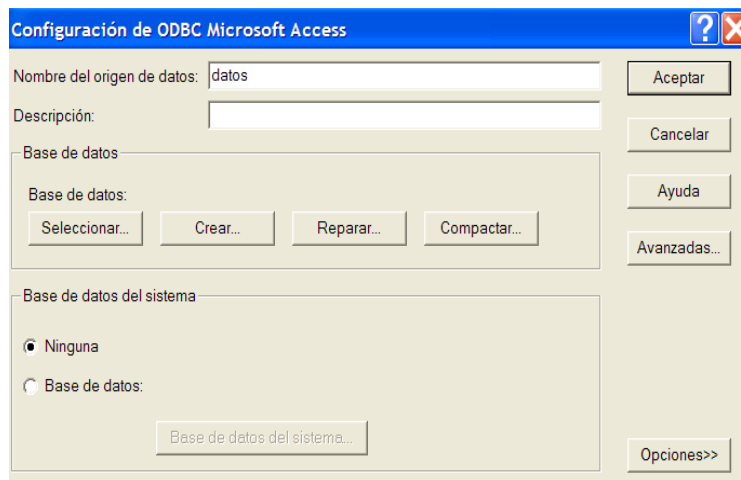 Configuración de ODBC Microsoft Access
Nombre del origen de datos: datos
Aceptar
Descripción:
Cancelar
Base de datos
Base de datos:
Ayuda
Seleccionar... Crear... Reparar... Compactar...
Avanzadas...
Base de datos del sistema
Ninguna
Base de datos:
Base de datos del sistema...
Opciones>>